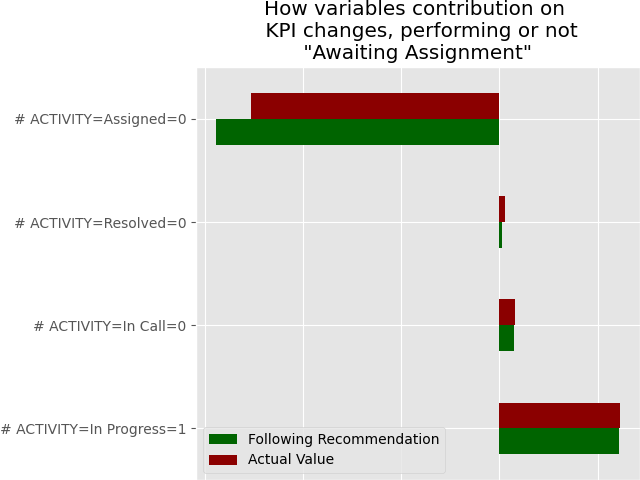 How variables contribution on
KPI changes, performing or not
"Awaiting Assignment"
# ACTIVITY=Assigned=0
# ACTIVITY=Resolved=0
# ACTIVITY=In Call=0
# ACTIVITY=In Progress=1
Following Recommendation
Actual Value